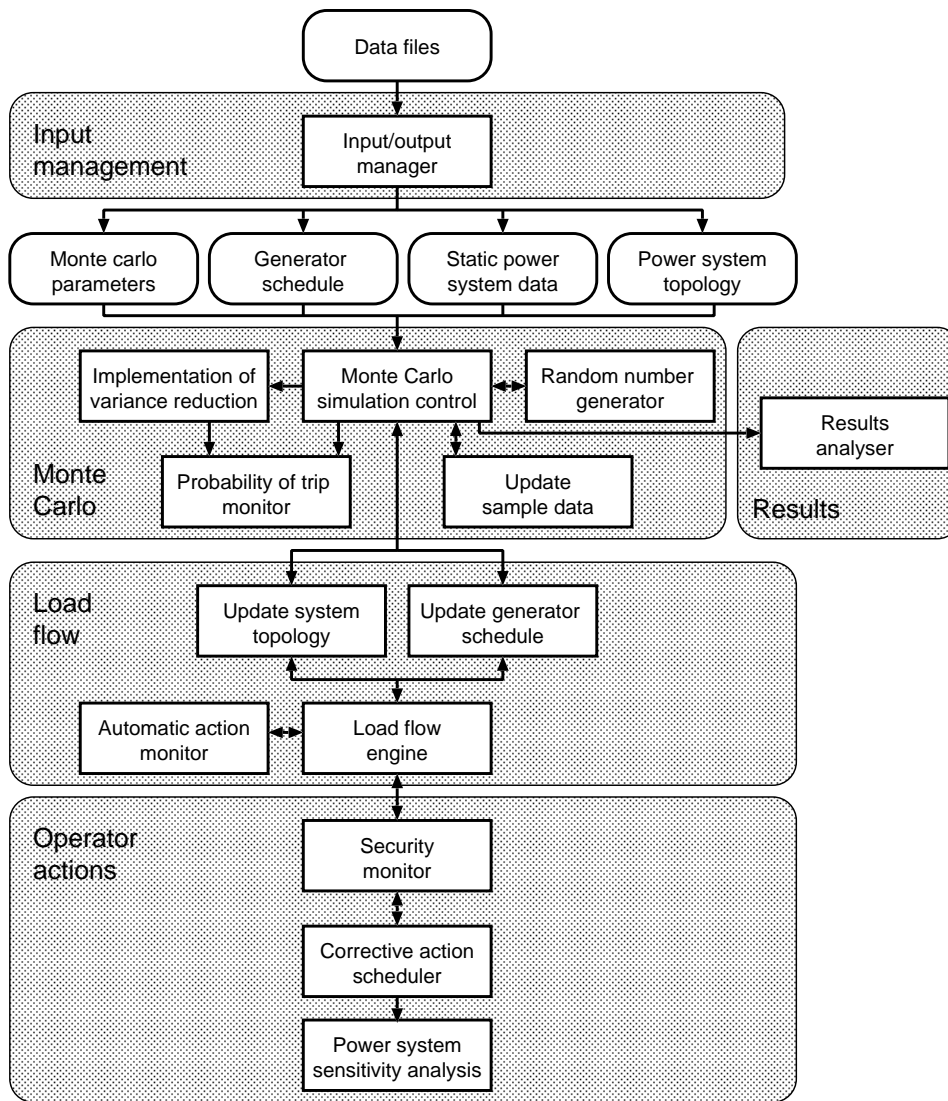 Data files
Input
management
Input/output
manager
Monte carlo
parameters
Generator
schedule
Static power
system data
Power system
topology
Implementation of
variance reduction
Monte Carlo
simulation control
Random number
generator
Results
analyser
Monte
Carlo
Probability of trip
monitor
Update
sample data
Results
Load
flow
Update system
topology
Update generator
schedule
Automatic action
monitor
Load flow
engine
Operator
actions
Security
monitor
Corrective action
scheduler
Power system
sensitivity analysis